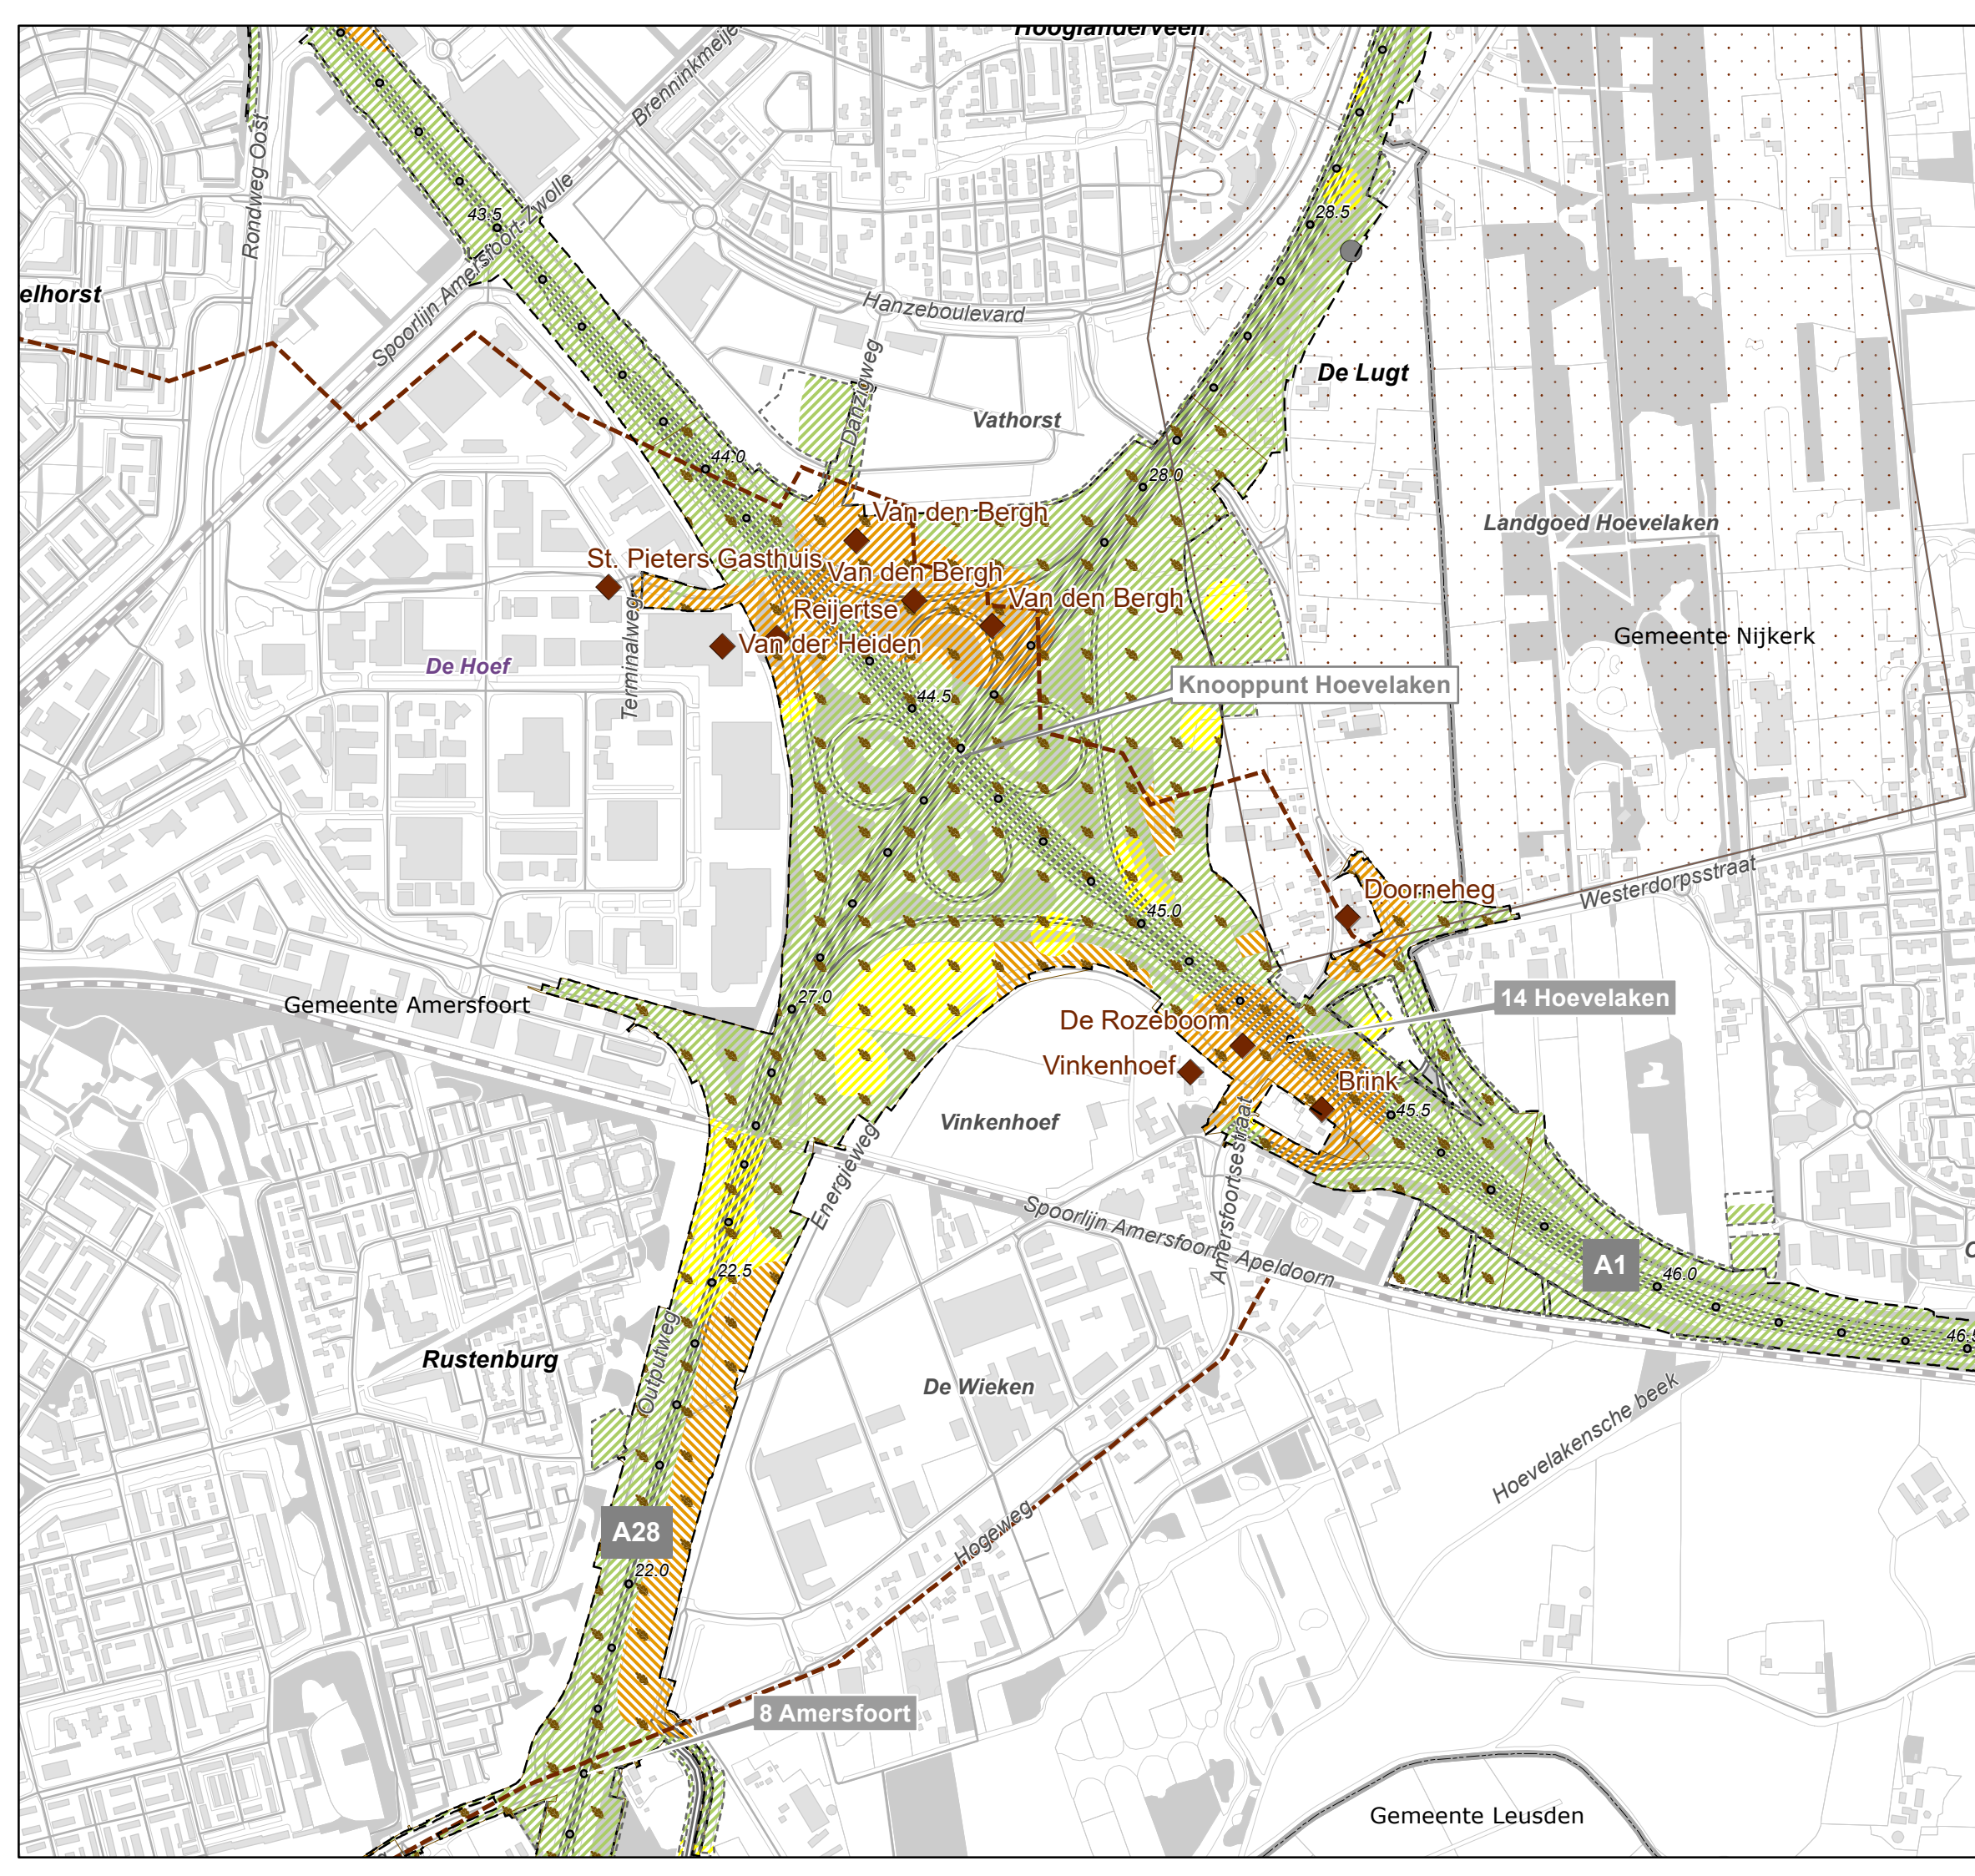 Hooglanderveen
Brenninkmeije
Rondweg Oost
43.5
Spoorlijn Amersfoort-Zwolle
28.5
elhorst
Hanzeboulevard
Danzigweg
De Lugt
Vathorst
44.0
28.0
Van den Bergh
Landgoed Hoevelaken
St. Pieters Gasthuis
Van den Bergh
Reijertse
Van den Bergh
Van der Heiden
Gemeente Nijkerk
De Hoef
Terminalweg
Knooppunt Hoevelaken
44.5
Westerdorpsstraat
Doorneheg
45.0
27.0
Gemeente Amersfoort
14 Hoevelaken
De Rozeboom
Vinkenhoef
Brink
45.5
Vinkenhoef
Energieweg
Amersfoortsestraat
Spoorlijn Amersfoort - Apeldoorn
A1
46.0
22.5
46.5
Outputweg
Rustenburg
De Wieken
Hoevelakensche beek
A28
Hogeweg
22.0
8 Amersfoort
Gemeente Leusden